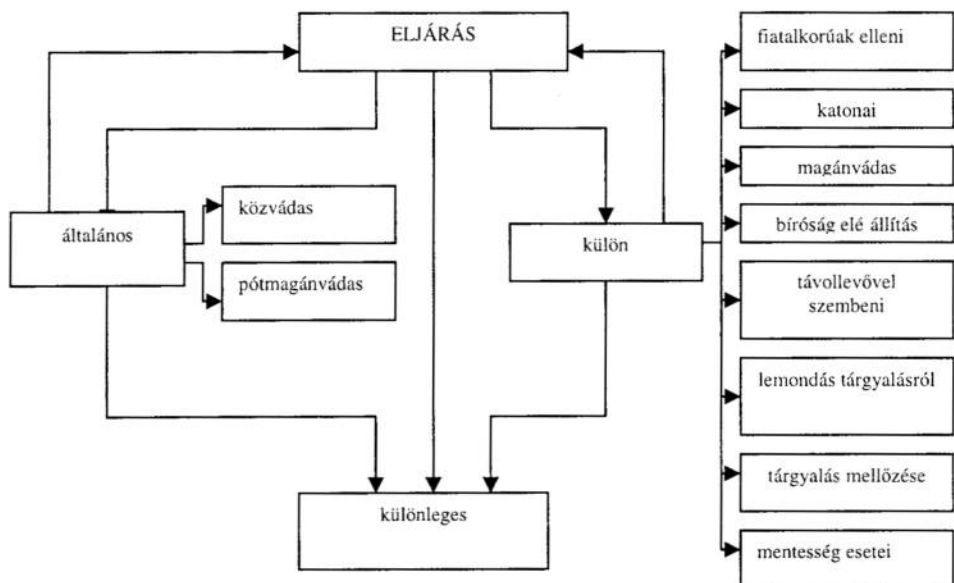 ELJÁRÁS
általános
közvádas
pótmagánvádas
külön
különleges
fiatalkorúak elleni
katonai
magánvádas
bíróság elé állítás
távollevővel
szembeni
lemondás tárgyalásról
tárgyalás mellőzése
mentesség esetei